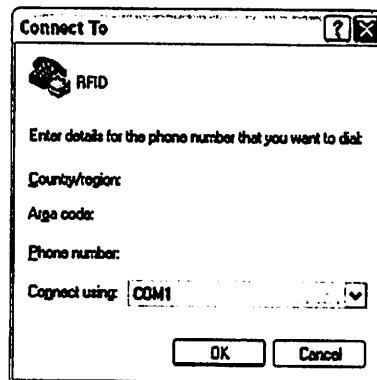 Connect To
RFID
Enter details for the phone number that you want to dial:
Country/region:
Area code:
Phone number:
Connect using: COM1
OK Cancel